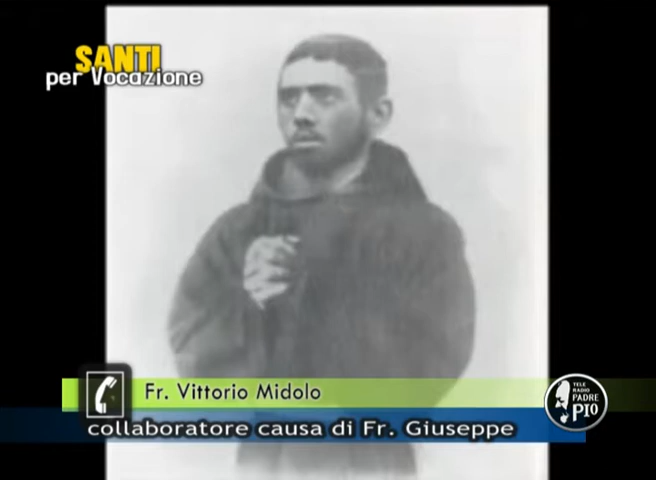 SANTI
per Vocazione
Fr. Vittorio Midolo
collaboratore causa di Fr. Giuseppe
TELE
RADIO
PADRE
PIO